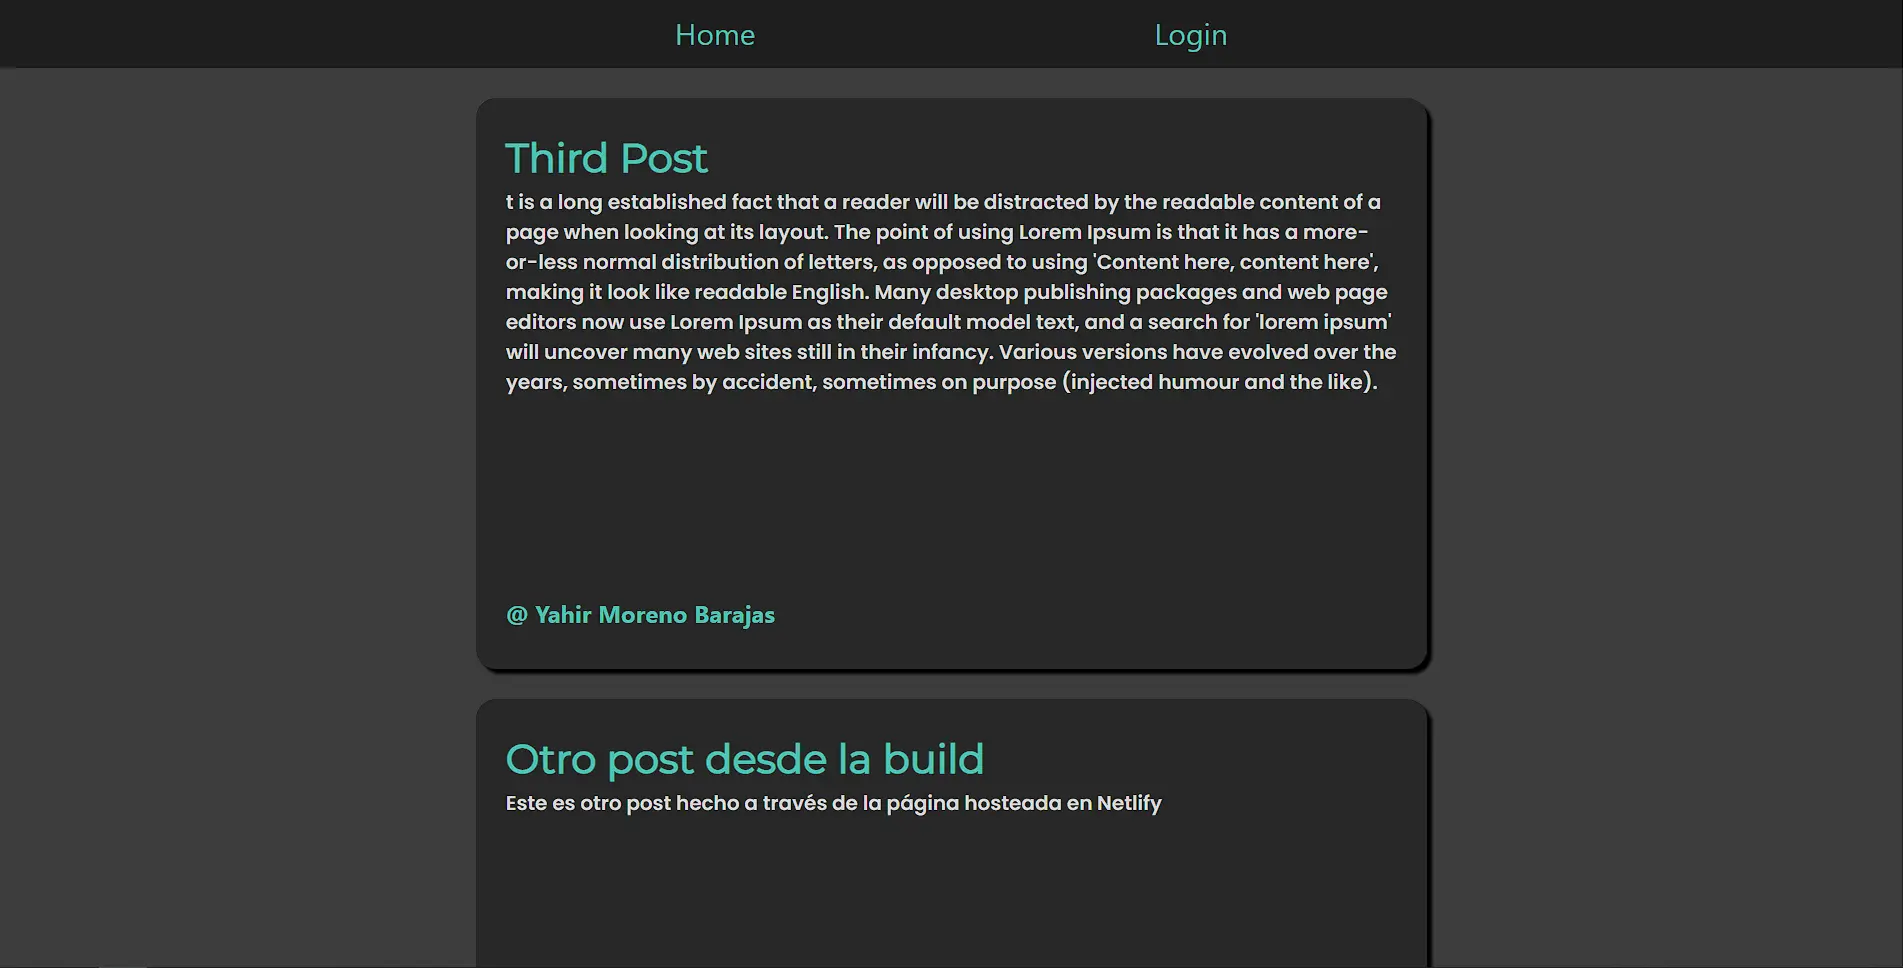 Home Login
Third Post
t is a long established fact that a reader will be distracted by the readable content of a
page when looking at its layout. The point of using Lorem Ipsum is that it has a more-
or-less normal distribution of letters, as opposed to using 'Content here, content here',
making it look like readable English. Many desktop publishing packages and web page
editors now use Lorem Ipsum as their default model text, and a search for 'lorem ipsum'
will uncover many web sites still in their infancy. Various versions have evolved over the
years, sometimes by accident, sometimes on purpose (injected humour and the like).
@ Yahir Moreno Barajas
Otro post desde la build
Este es otro post hecho a través de la página hosteada en Netlify